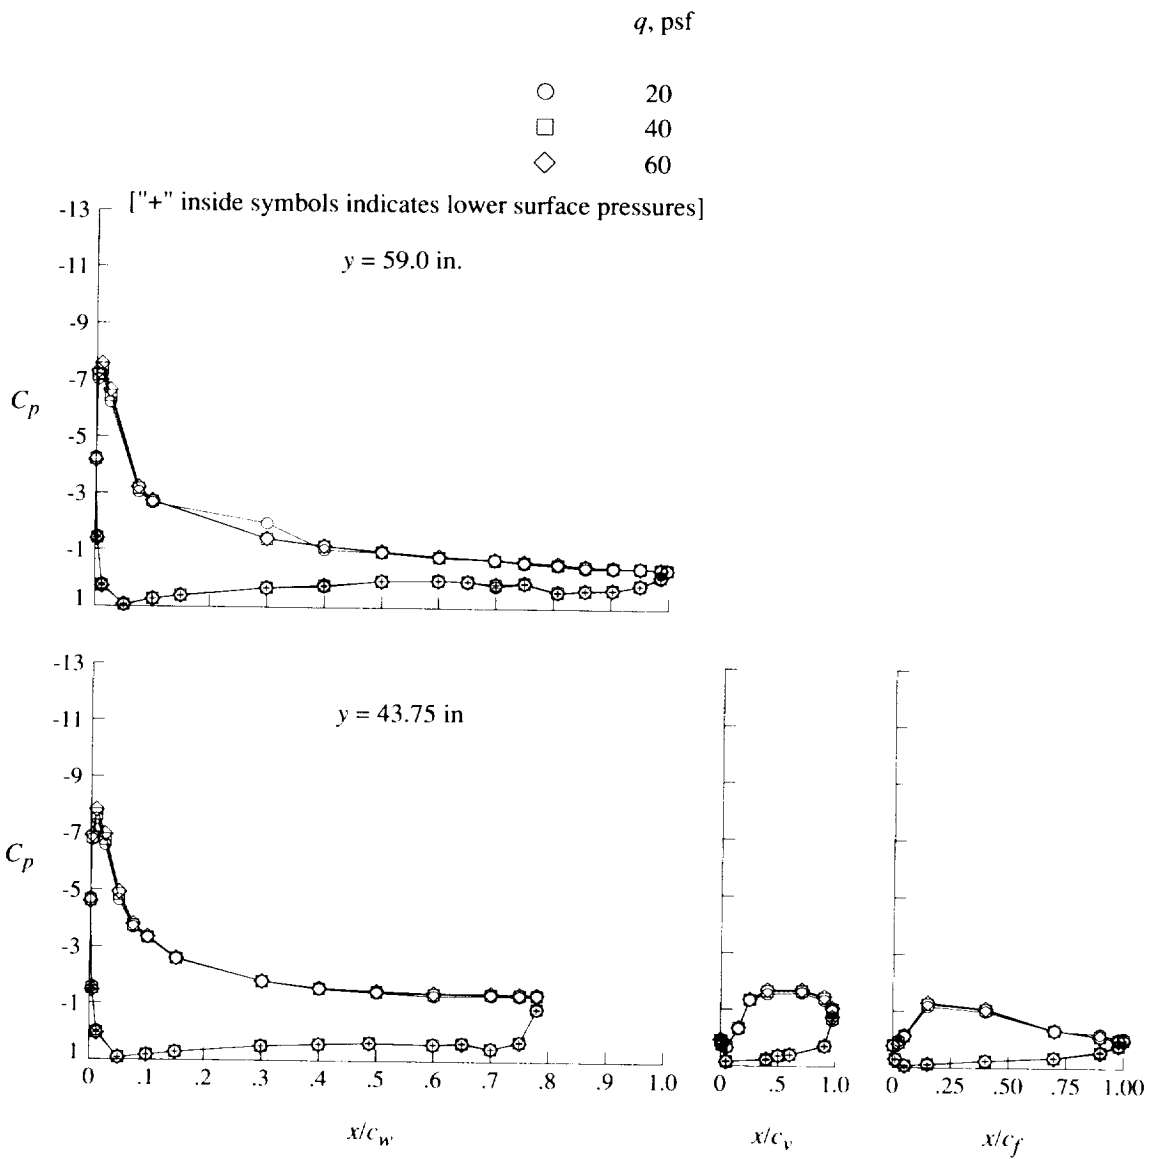 q, psf
20
40
60
["+" inside symbols indicates lower surface pressures]
y = 59.0 in.
-13
-11
-9
-7
-5
-3
-1
1
C_p
y = 43.75 in
-13
-11
-9
-7
-5
-3
-1
1
C_p
0 .1 .2 .3 .4 .5 .6 .7 .8 .9 1.0
0 .5 1.0
0 .25 .50 .75 1.00
x/c_w
x/c_v
x/c_f